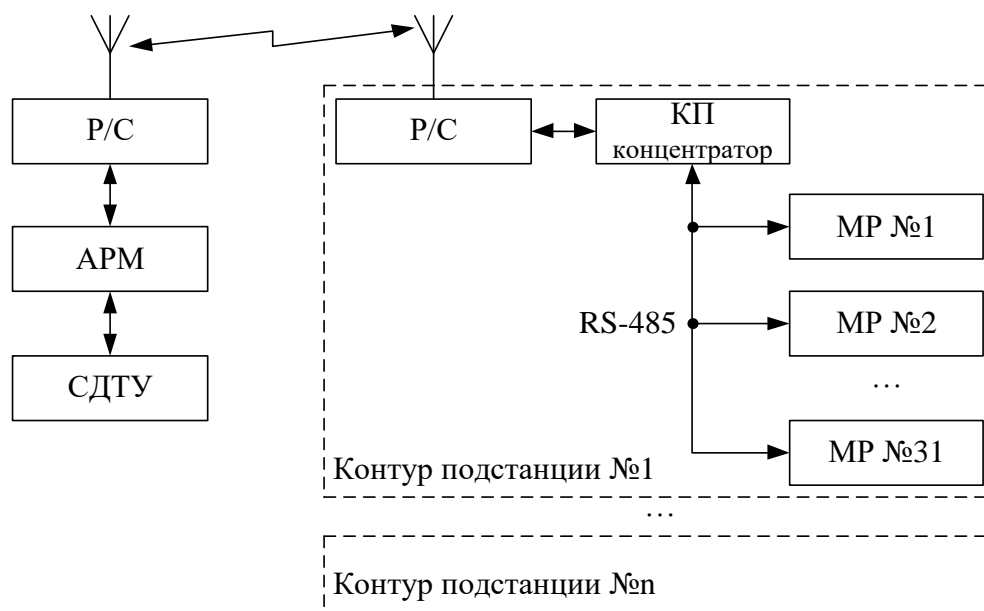 Р/С
АРМ
СДТУ
Р/С
КП
концентратор
МР №1
RS-485
МР №2
...
МР №31
Контур подстанции №1
...
Контур подстанции №n